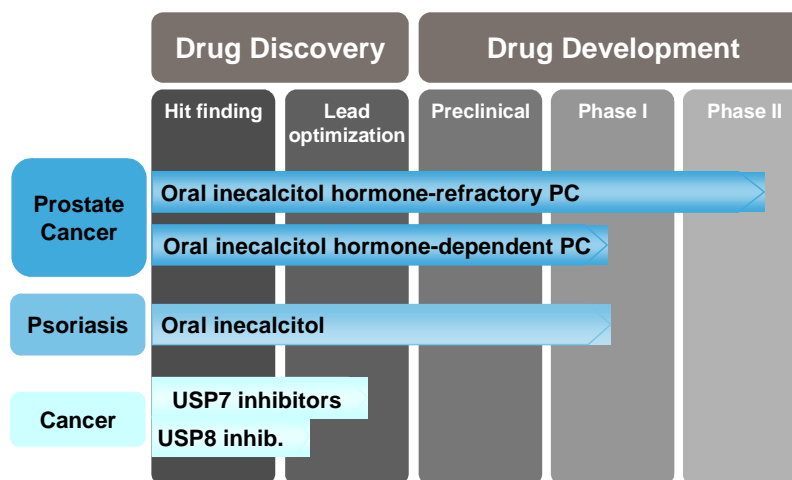 Drug Discovery
Drug Development
Hit finding
Lead
optimization
Preclinical
Phase I
Phase II
Prostate
Cancer
Oral inecalcitol hormone-refractory PC
Oral inecalcitol hormone-dependent PC
Psoriasis
Oral inecalcitol
Cancer
USP7 inhibitors
USP8 inhib.